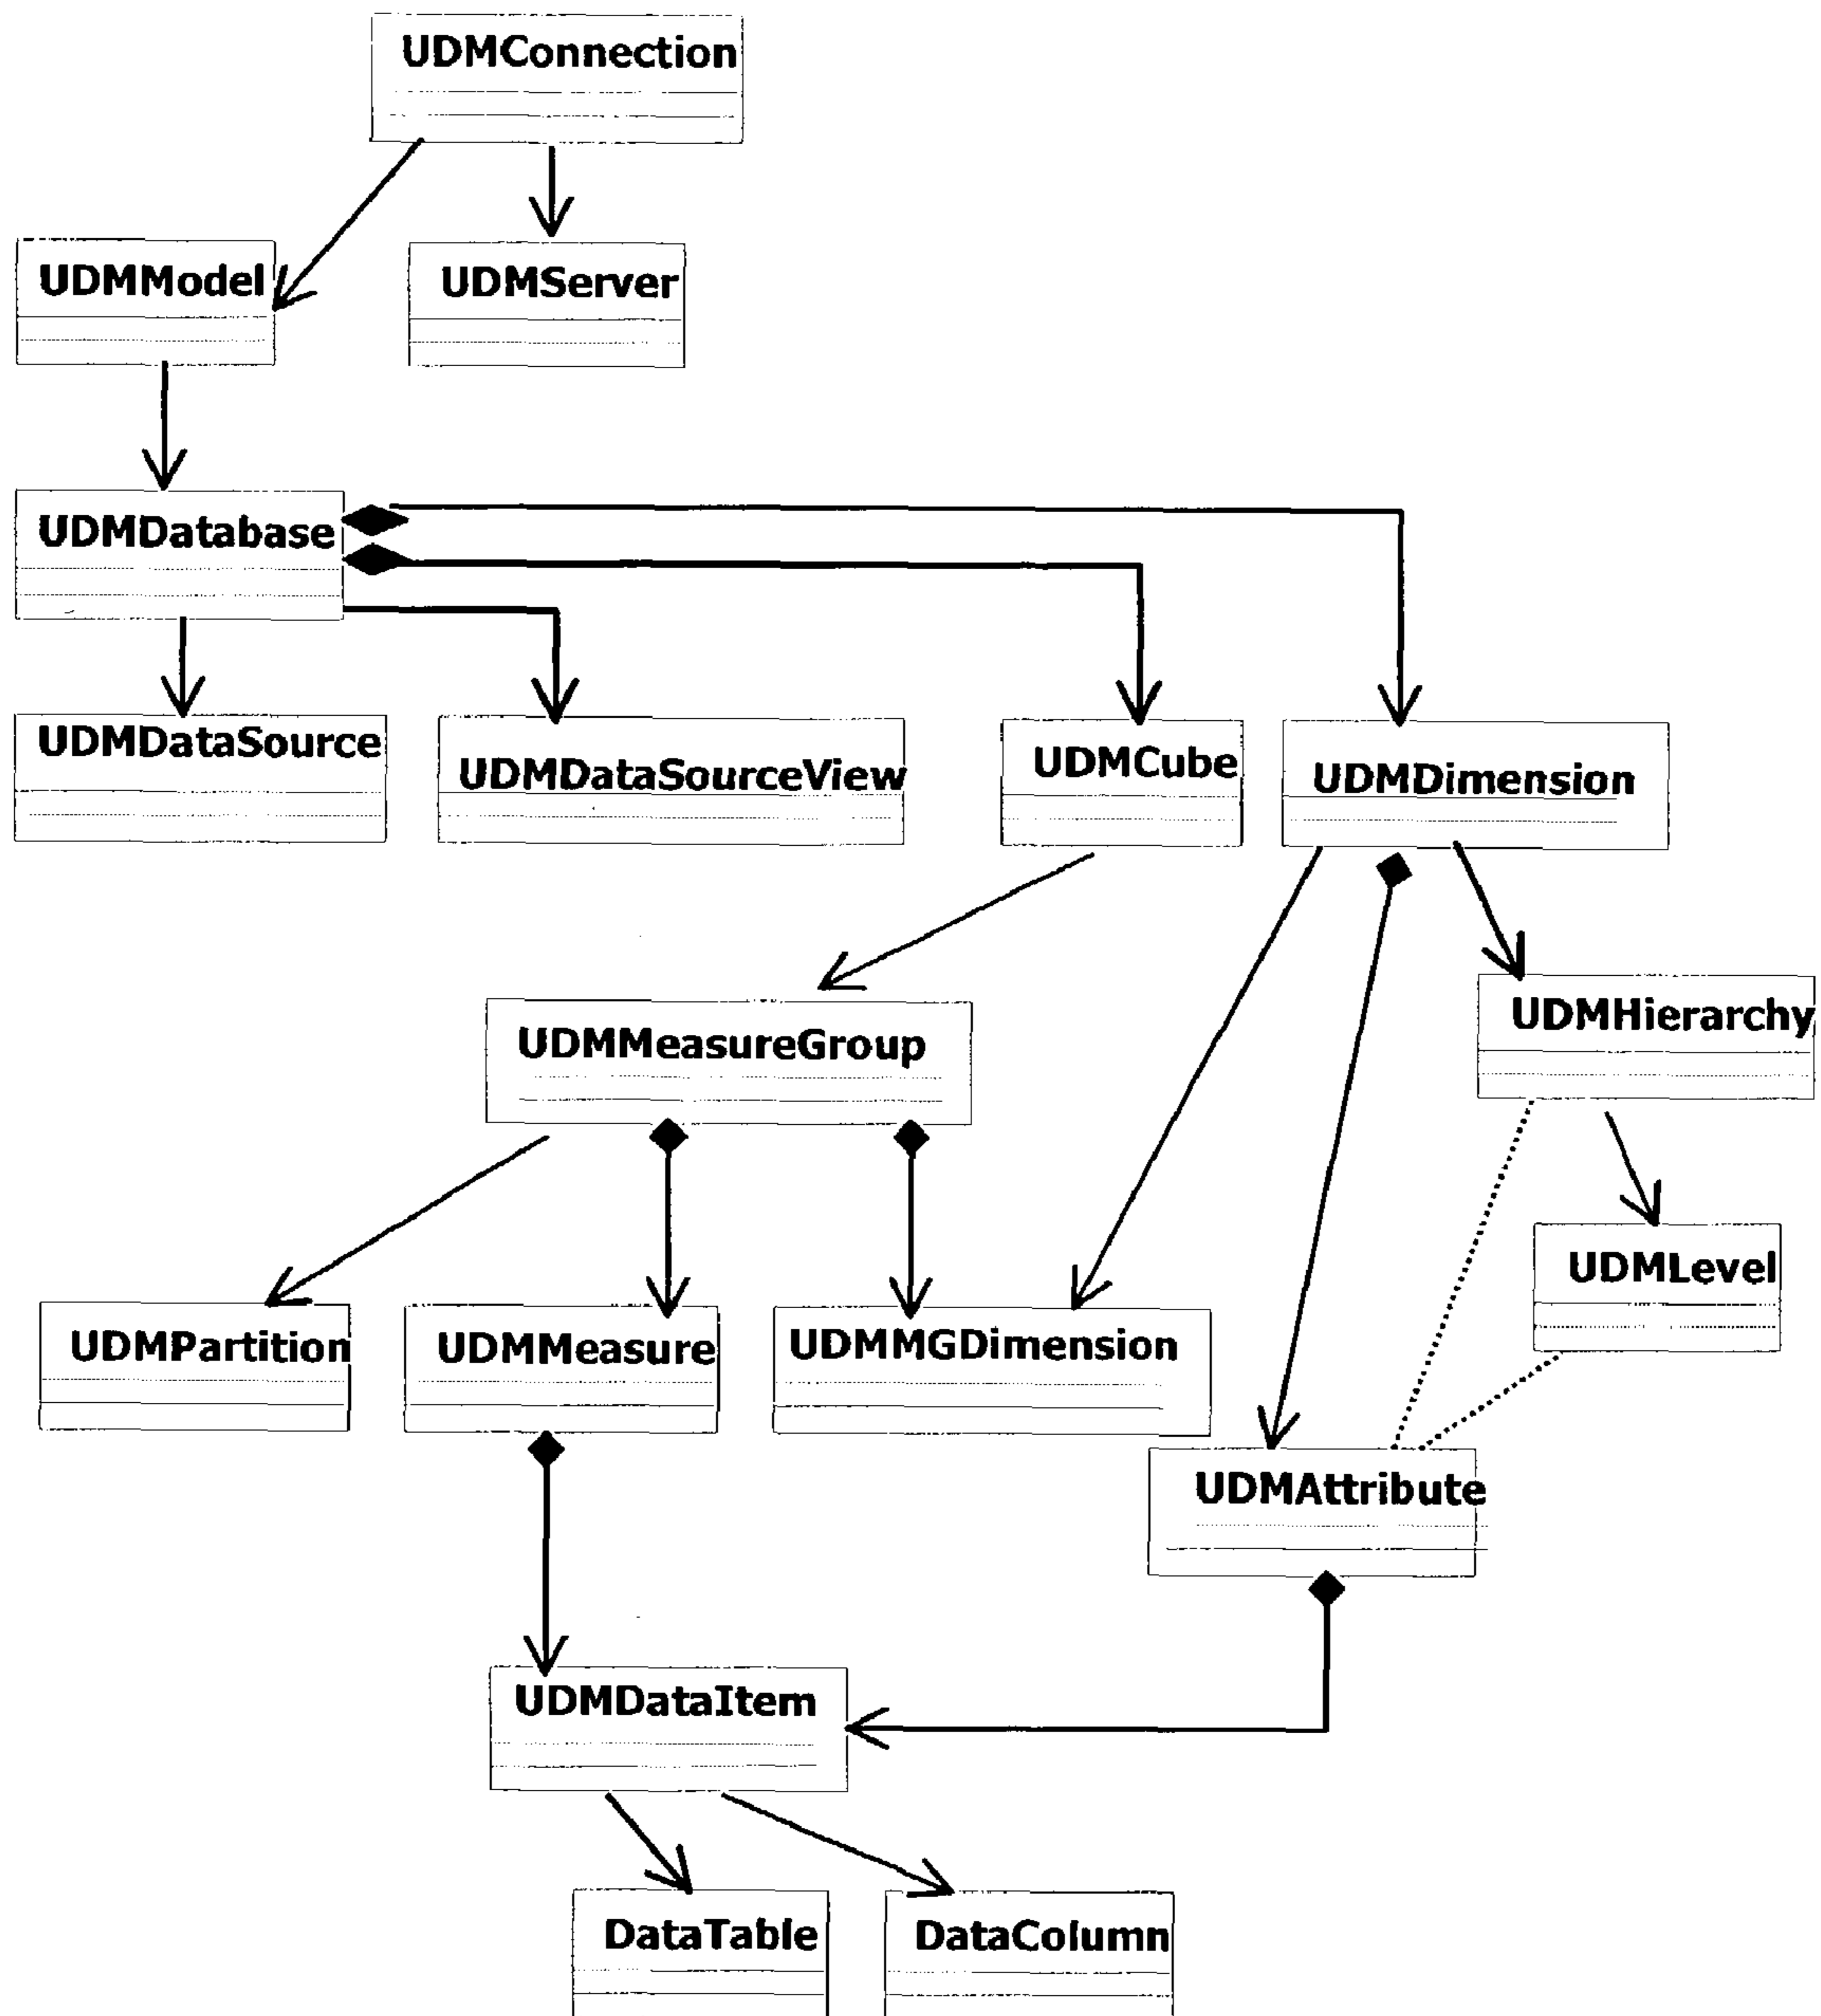 UDMConnection
UDMModel
UDMServer
UDMDatabase
UDMDataSource
UDMDataSourceView
UDMCube
UDMDimension
UDMMeasureGroup
UDMHierarchy
UDMLevel
UDMPartition
UDMMeasure
UDMMGDimension
UDMAttribute
UDMDataItem
DataTable
DataColumn